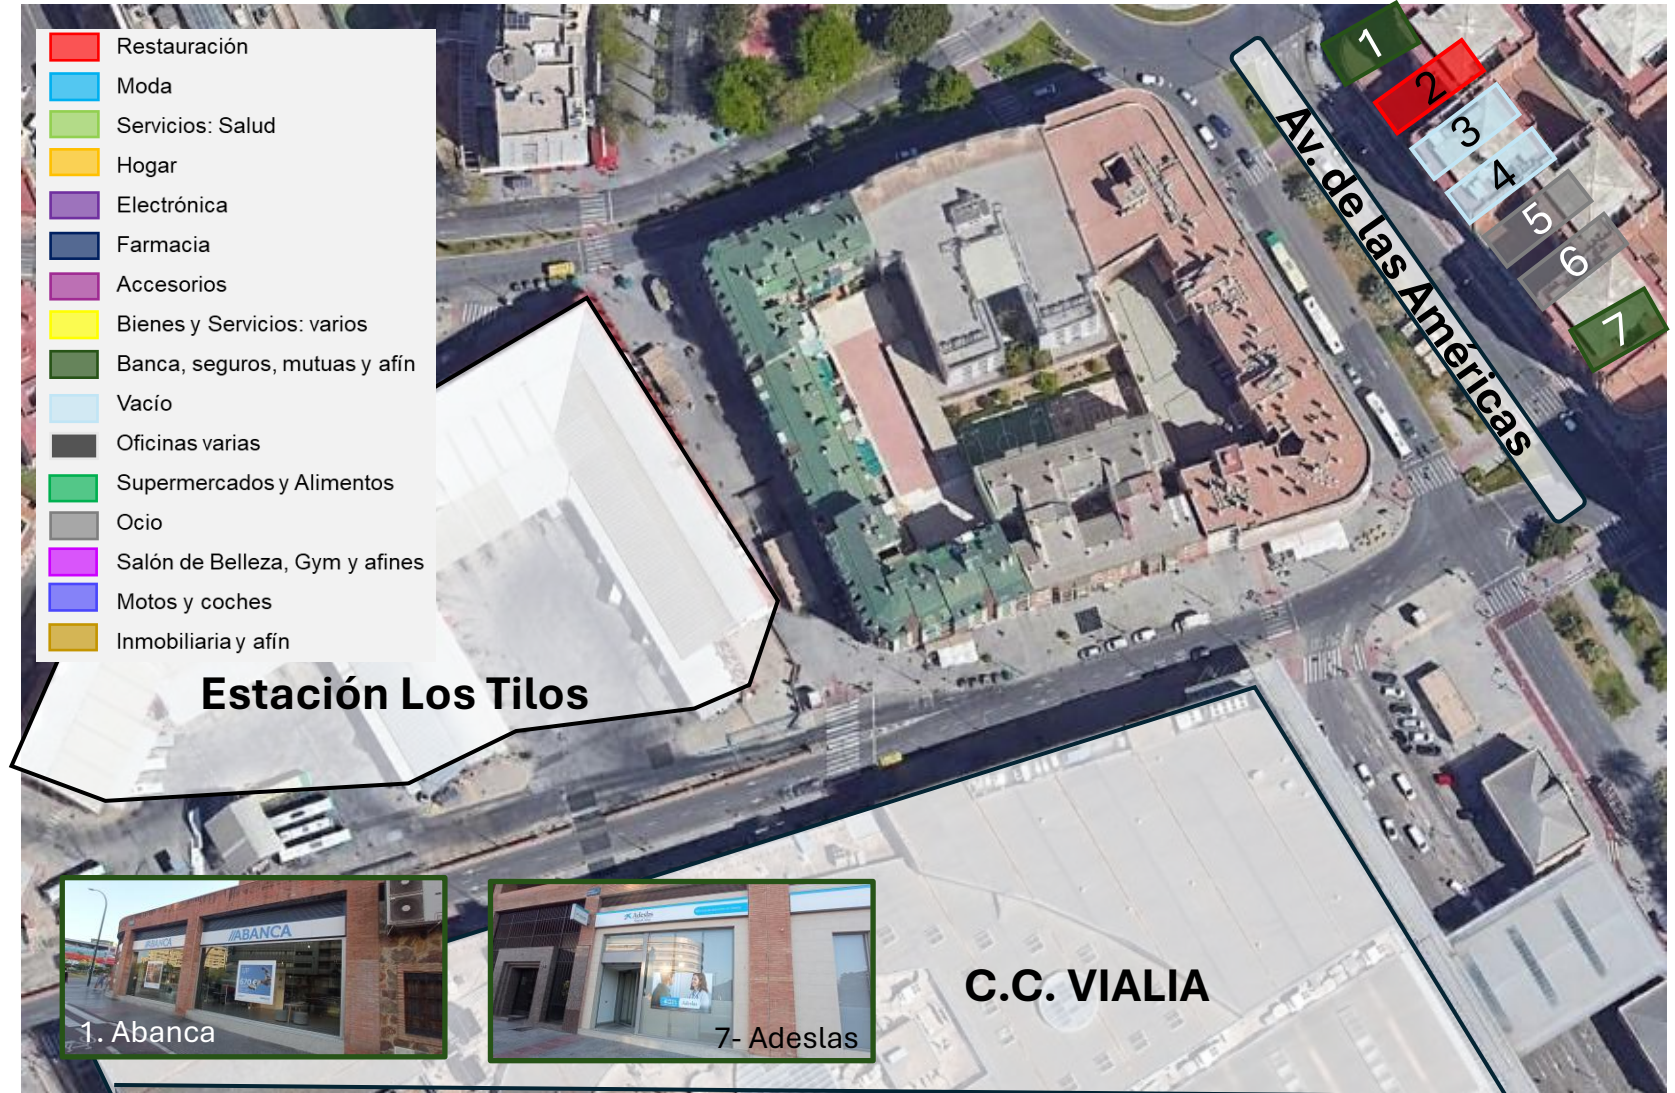 Restauración
Moda
Servicios: Salud
Hogar
Electrónica
Farmacia
Accesorios
Bienes y Servicios: varios
Banca, seguros, mutuas y afín
Vacío
Oficinas varias
Supermercados y Alimentos
Ocio
Salón de Belleza, Gym y afines
Motos y coches
Inmobiliaria y afín
1
2
3
4
5
6
7
Av. de las Américas
Estación Los Tilos
C.C. VIALIA
ABANCA
ABANCA
1. Abanca
Adeslas
7- Adeslas